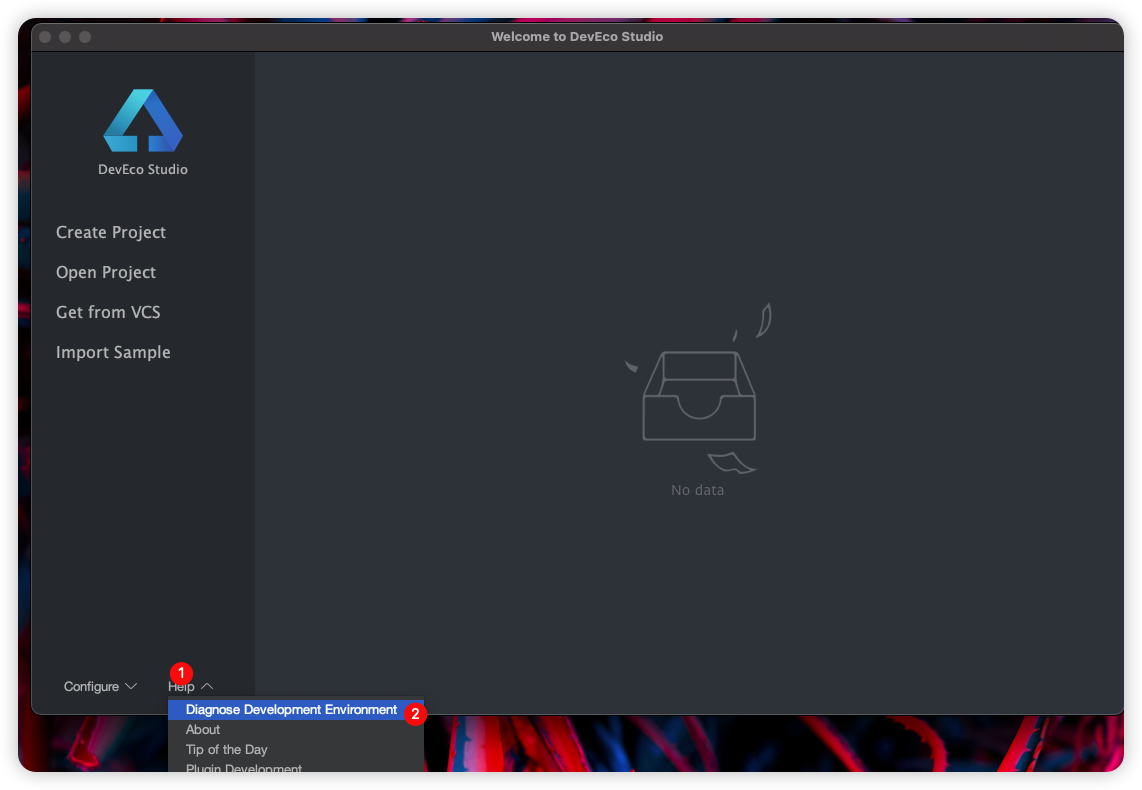 Welcome to DevEco Studio
DevEco Studio
Create Project
Open Project
Get from VCS
Import Sample
No data
1
Configure
Help
Diagnose Development Environment
2
About
Tip of the Day
Plugin Development